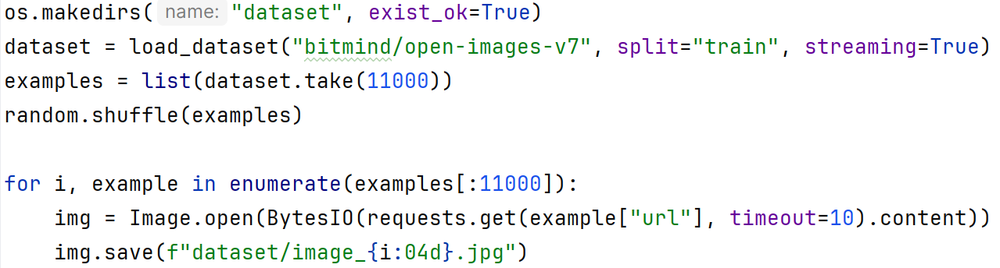 os.makedirs( name: "dataset", exist_ok=True)
dataset = load_dataset("bitmind/open-images-v7", split="train", streaming=True)
examples = list(dataset.take(11000))
random.shuffle(examples)
for i, example in enumerate(examples[:11000]):
    img = Image.open(BytesIO(requests.get(example["url"], timeout=10).content))
    img.save(f"dataset/image_{i:04d}.jpg")